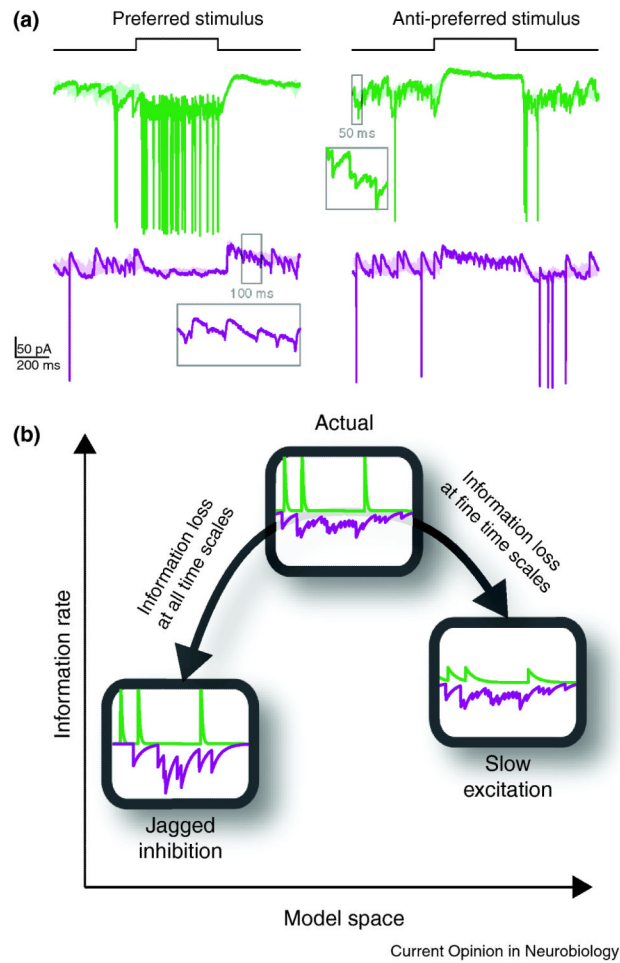 (a)
Preferred stimulus
Anti-preferred stimulus
50 ms
100 ms
50 pA
200 ms
(b)
Actual
Information loss
at all time scales
Information loss
at fine time scales
Information rate
Jagged
inhibition
Slow
excitation
Model space
Current Opinion in Neurobiology